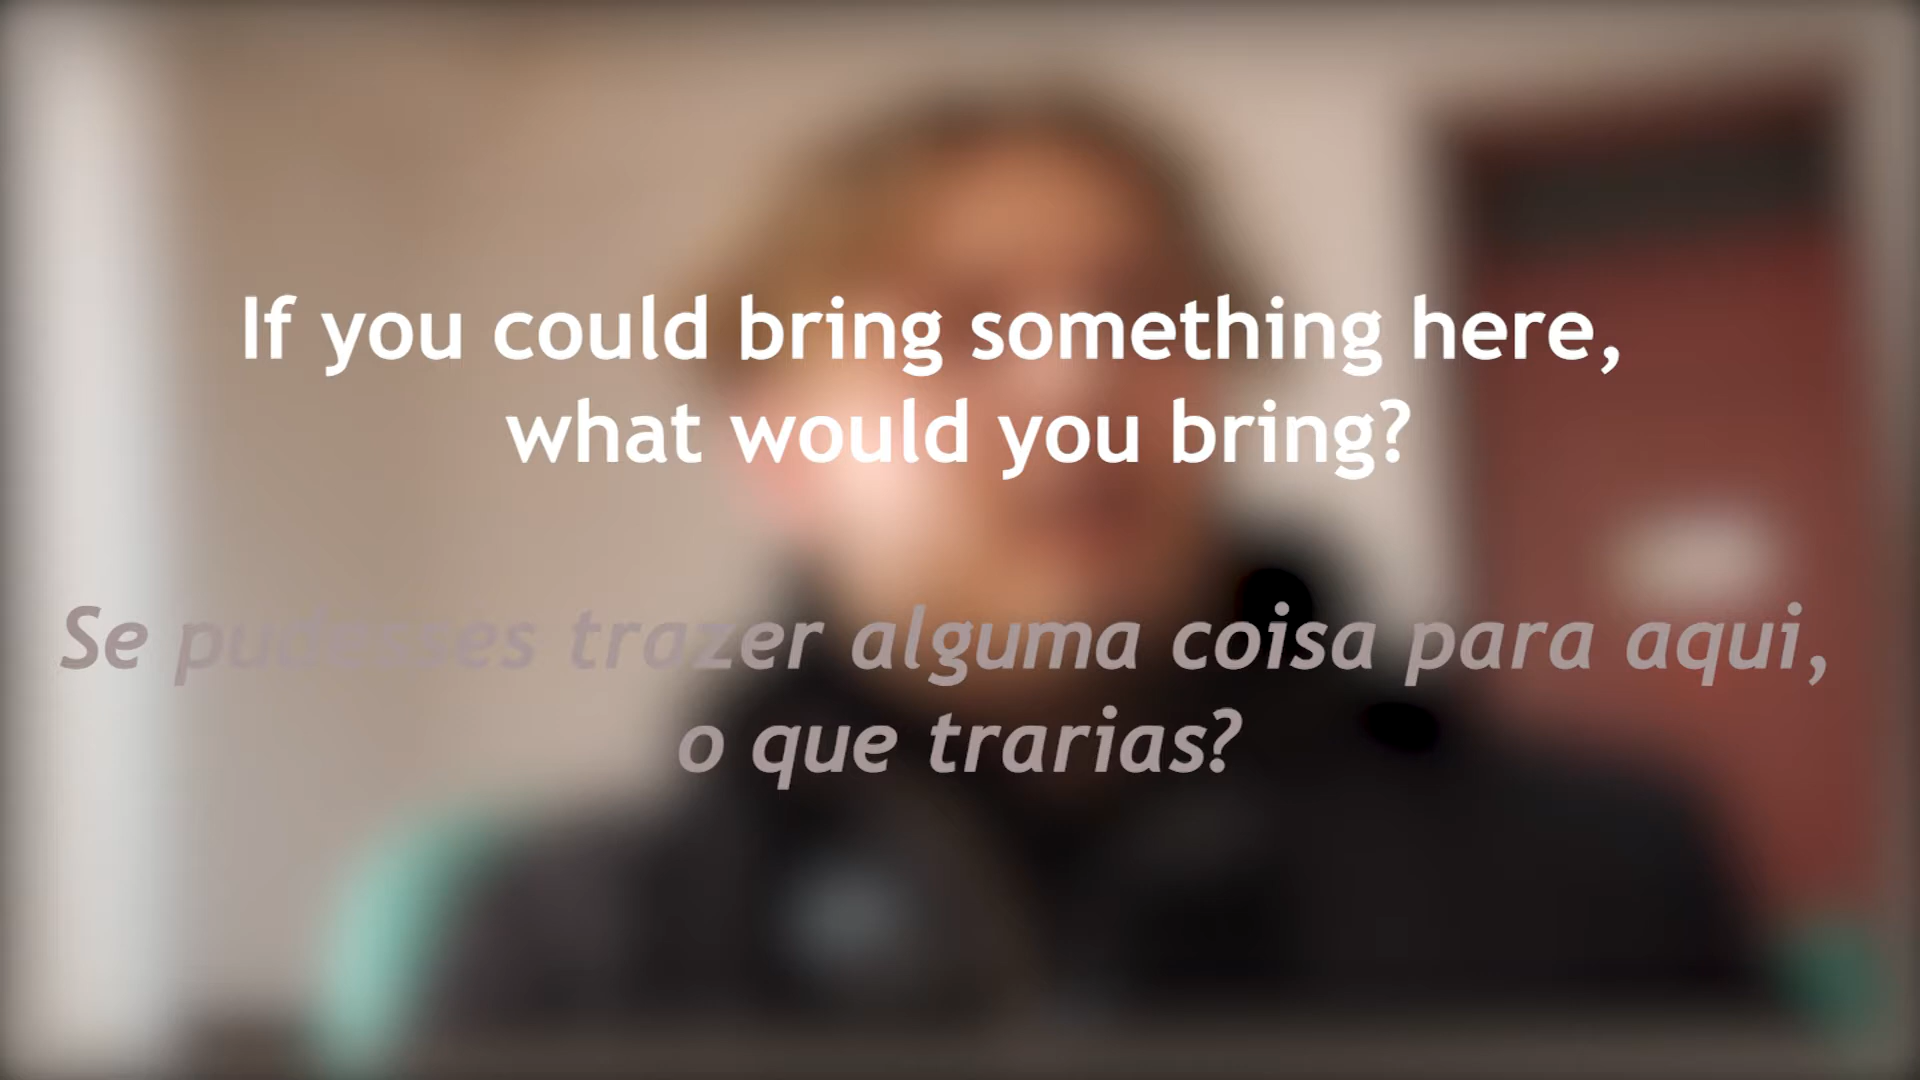 If you could bring something here,
what would you bring?
Se pudesses trazer alguma coisa para aqui,
o que trarias?